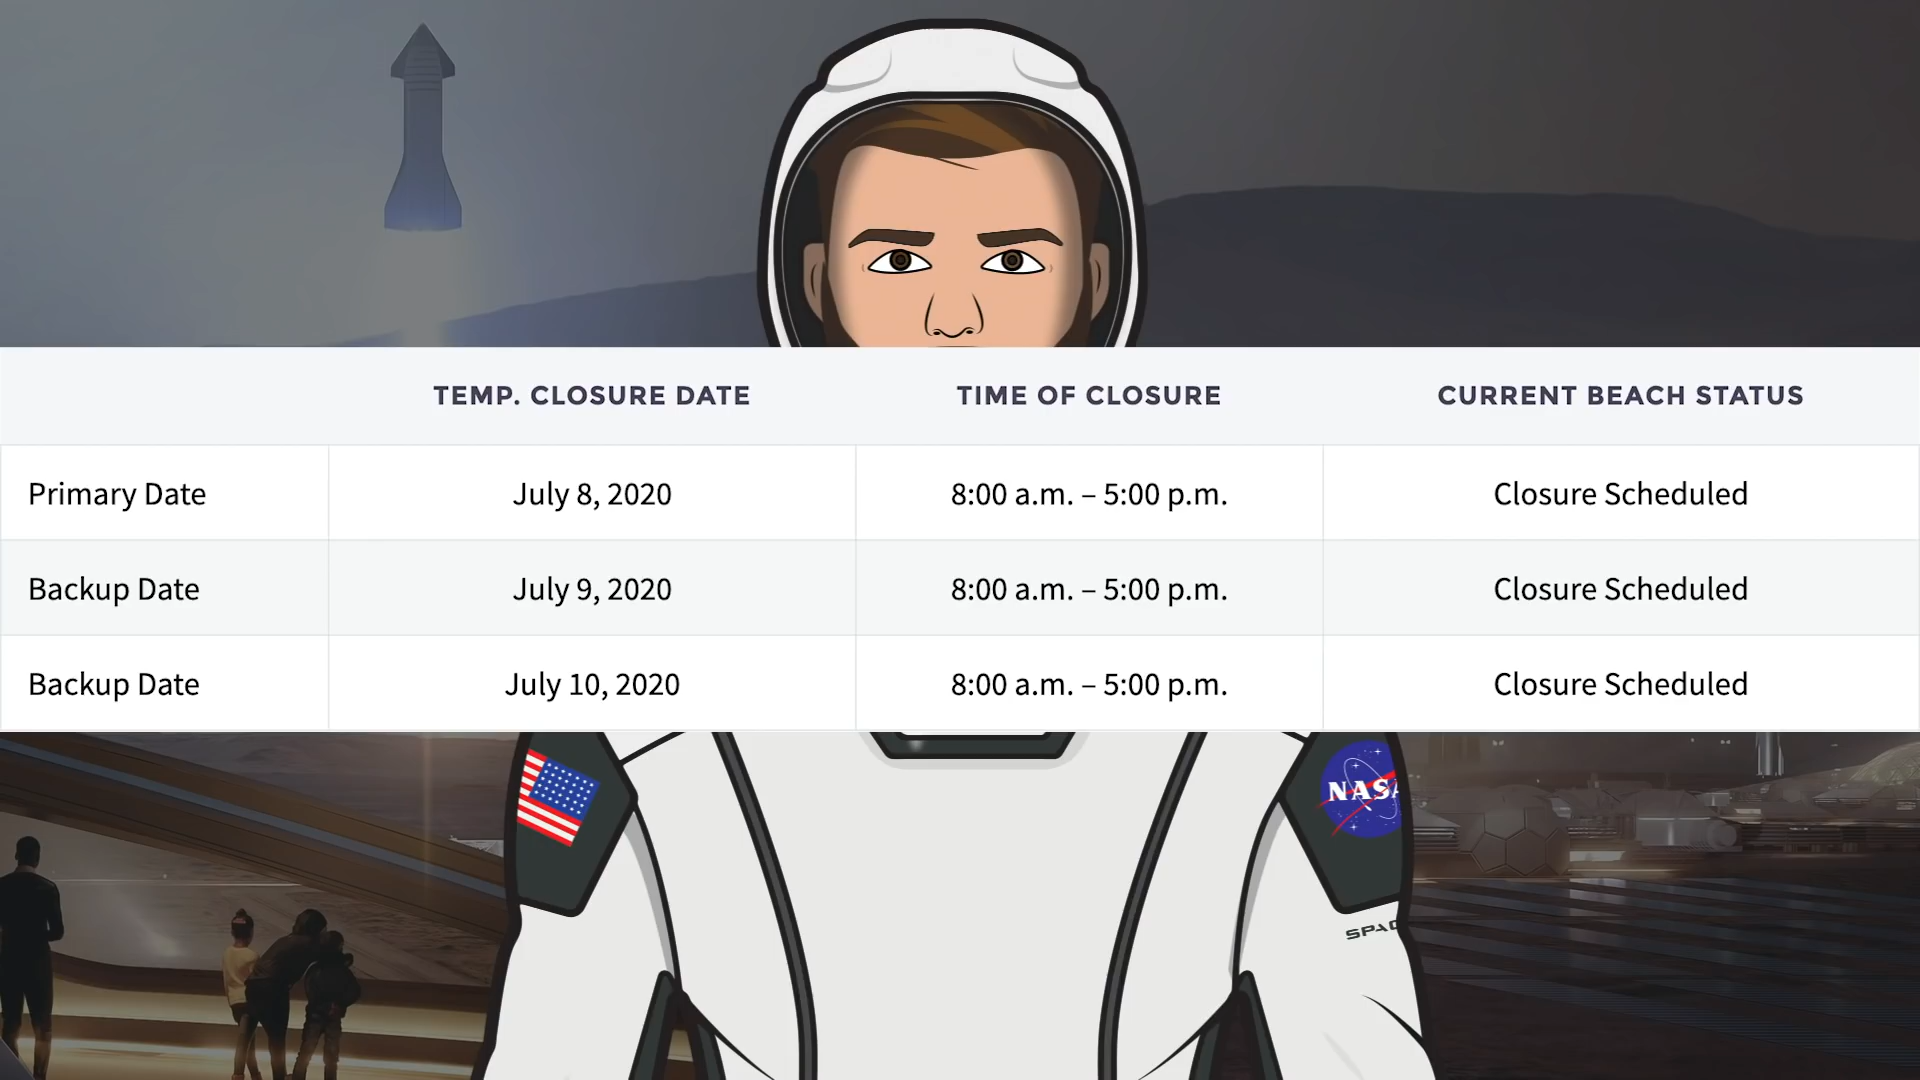 TEMP. CLOSURE DATE TIME OF CLOSURE CURRENT BEACH STATUS
Primary Date July 8, 2020 8:00 a.m. – 5:00 p.m. Closure Scheduled
Backup Date July 9, 2020 8:00 a.m. – 5:00 p.m. Closure Scheduled
Backup Date July 10, 2020 8:00 a.m. – 5:00 p.m. Closure Scheduled
NASA
SPAC